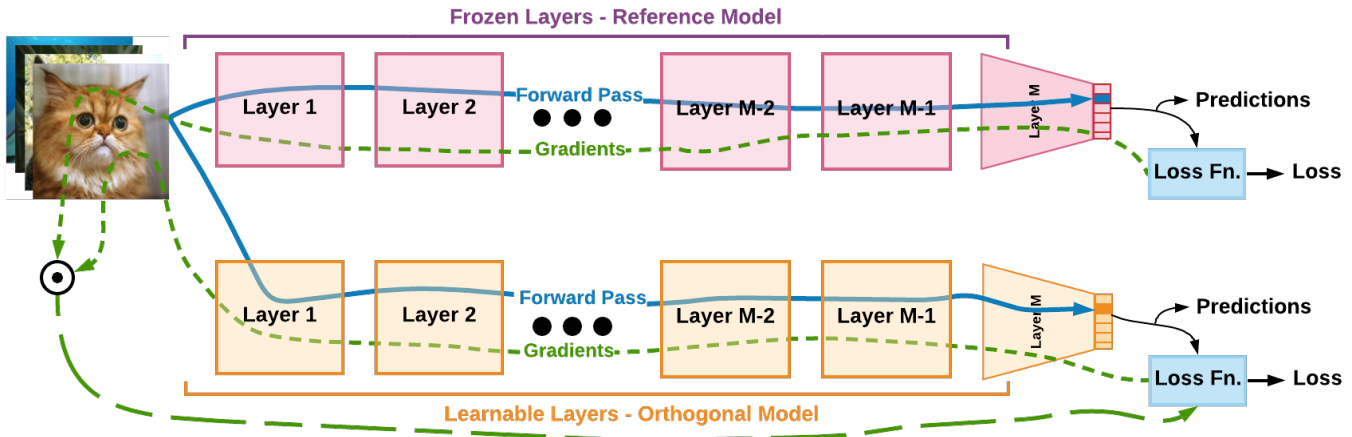 Frozen Layers - Reference Model
Layer 1
Layer 2
Forward Pass
Gradients
Layer M-2
Layer M-1
Layer M
Predictions
Loss Fn.
Loss
Layer 1
Layer 2
Forward Pass
Gradients
Layer M-2
Layer M-1
Layer M
Predictions
Loss Fn.
Loss
Learnable Layers - Orthogonal Model